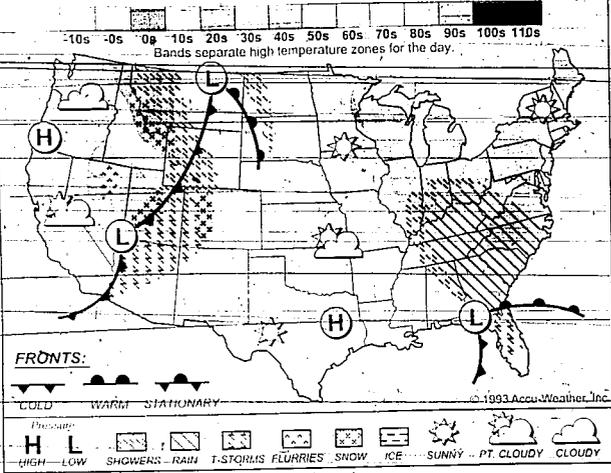 -10s -0s 0s 10s 20s 30s 40s 50s 60s 70s 80s 90s 100s 110s
Bands separate high temperature zones for the day.
L
H
L
H
L
FRONTS:
COLD WARM STATIONARY
© 1993 Accu-Weather, Inc.
Pressure
H L
HIGH LOW SHOWERS RAIN T-STORMS FLURRIES SNOW ICE SUNNY PT. CLOUDY CLOUDY